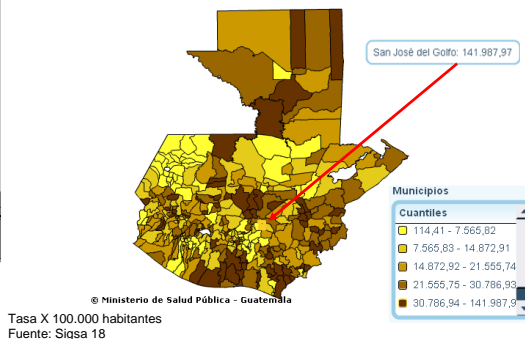 San José del Golfo: 141.987,97
Municipios
Cuantiles
114,41 - 7.565,82
7.565,83 - 14.872,91
14.872,92 - 21.555,74
21.555,75 - 30.786,93
30.786,94 - 141.987,9
© Ministerio de Salud Pública - Guatemala
Tasa X 100.000 habitantes
Fuente: Sigsa 18